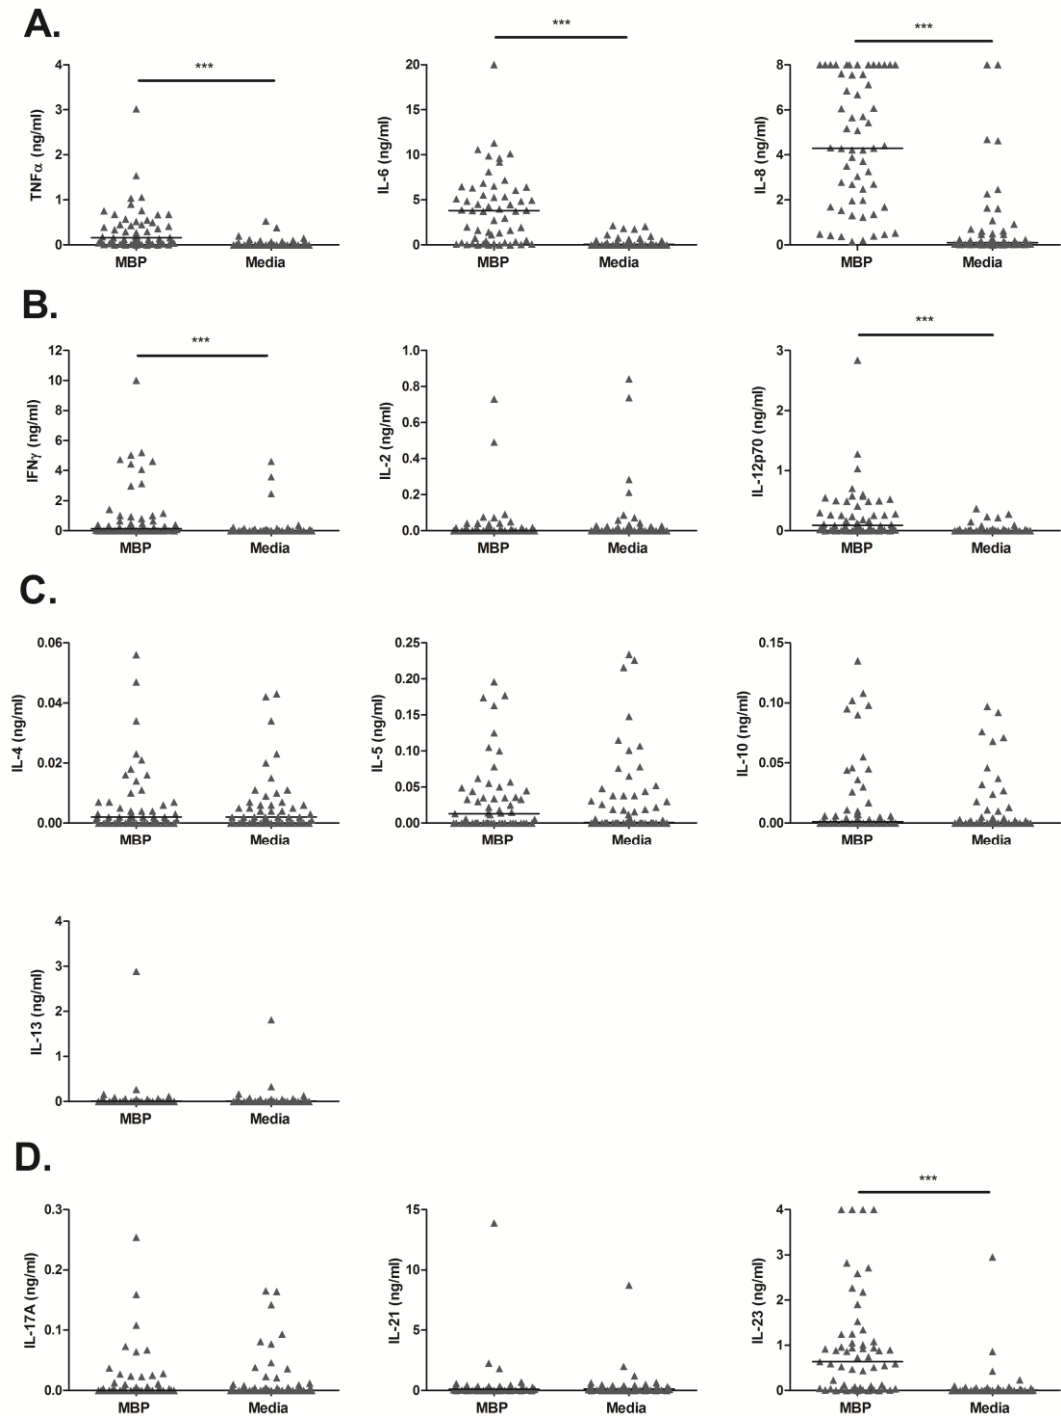 A.
***
***
***
TNFα (ng/ml)
4
3
2
1
0
MBP
Media
IL-6 (ng/ml)
20
15
10
5
0
MBP
Media
IL-8 (ng/ml)
8
6
4
2
0
MBP
Media
B.
***
***
IFNγ (ng/ml)
12
10
8
6
4
2
0
MBP
Media
IL-2 (ng/ml)
1.0
0.8
0.6
0.4
0.2
0.0
MBP
Media
IL-12p70 (ng/ml)
3
2
1
0
MBP
Media
C.
IL-4 (ng/ml)
0.06
0.04
0.02
0.00
MBP
Media
IL-5 (ng/ml)
0.25
0.20
0.15
0.10
0.05
0.00
MBP
Media
IL-10 (ng/ml)
0.15
0.10
0.05
0.00
MBP
Media
IL-13 (ng/ml)
4
3
2
1
0
MBP
Media
D.
***
IL-17A (ng/ml)
0.3
0.2
0.1
0.0
MBP
Media
IL-21 (ng/ml)
15
10
5
0
MBP
Media
IL-23 (ng/ml)
4
3
2
1
0
MBP
Media